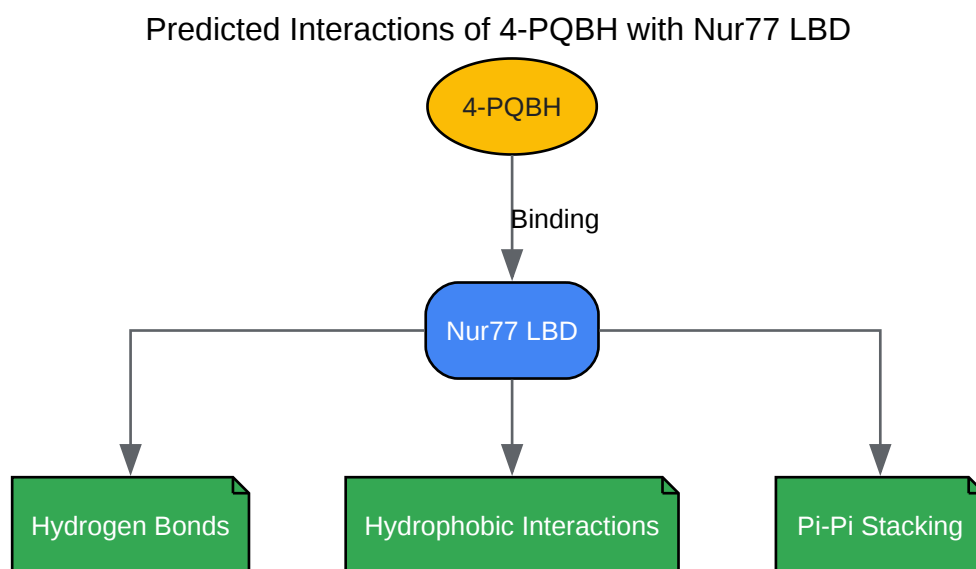 Predicted Interactions of 4-PQBH with Nur77 LBD
4-PQBH
Binding
Nur77 LBD
Hydrogen Bonds
Hydrophobic Interactions
Pi-Pi Stacking